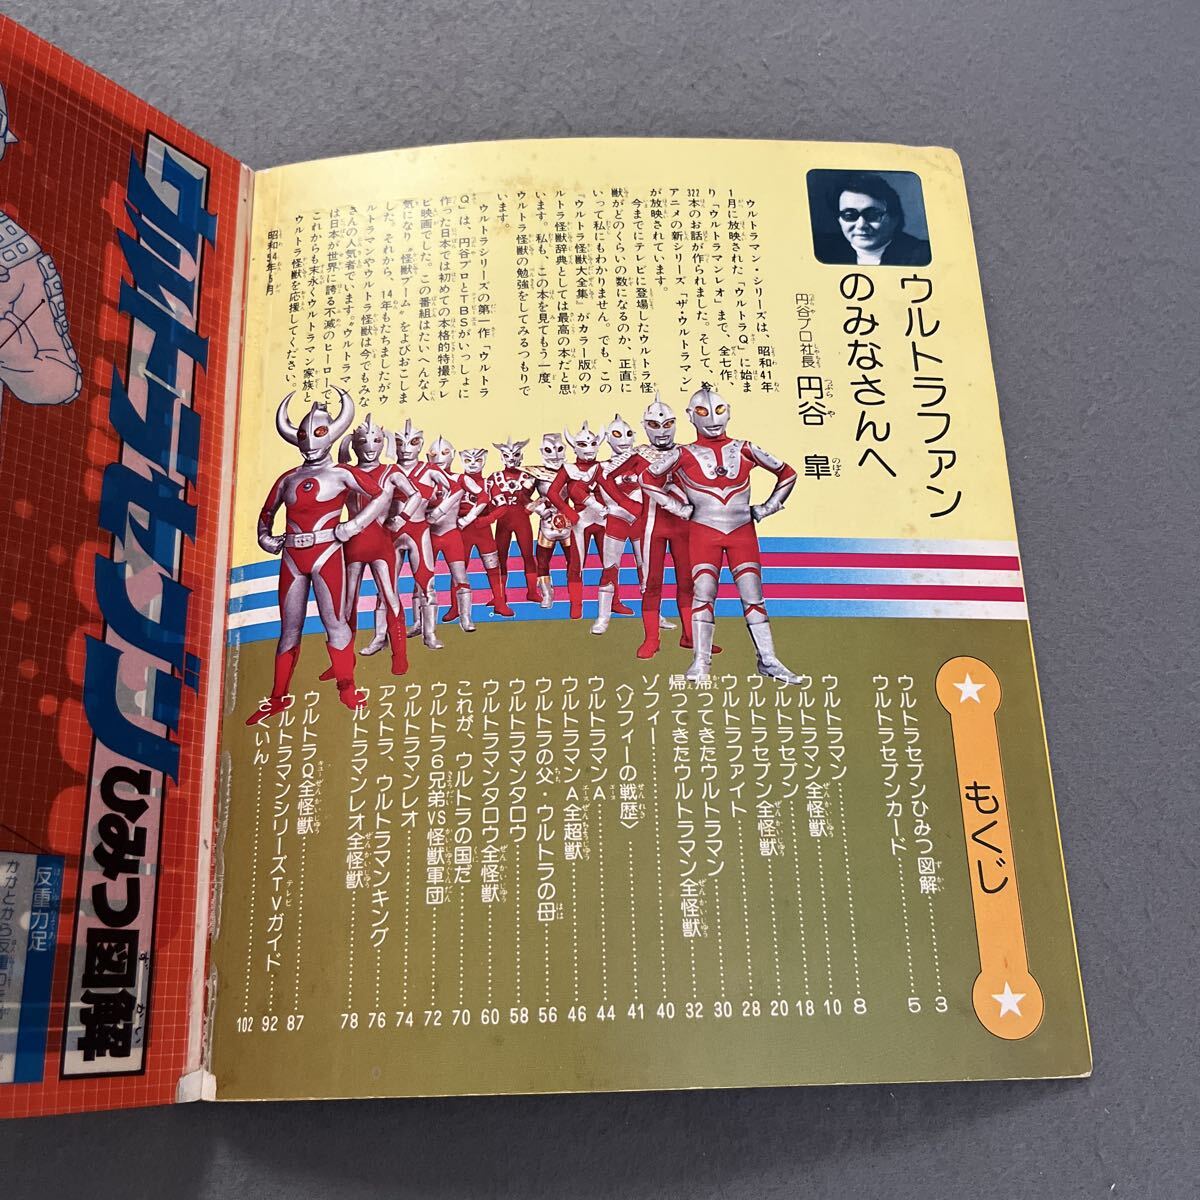 ウルトラファン
のみなさんへ
円谷プロ社長 円谷 皐
ウルトラマン・シリーズは、昭和41年
1月に放映された「ウルトラQ」に始ま
り「ウルトラマンレオ」まで、全七作、
322本のお話が作られました。そして、今
アニメの新シリーズ「ザ・ウルトラマン」
が放映されています。
今までにテレビに登場したウルトラ怪
獣がどのくらいの数になるのか、正直に
いって私にもわかりません。でも、この
「ウルトラ怪獣大全集」がカラー版のウ
ルトラ怪獣辞典としては最高の本だと思
います。私も、この本を見てもう一度、
ウルトラ怪獣の勉強をしてみるつもりで
います。
ウルトラシリーズの第一作「ウルトラ
Q」は、円谷プロとTBSがいっしょに
作った日本では初めての本格的特撮テレ
ビ映画でした。この番組はたいへんな人
気になり〝怪獣ブーム〟をよびおこしま
した。それから、14年もたちましたがウ
ルトラマンやウルトラ怪獣は今でもみな
さんの人気者でいます。〝ウルトラマン〟
は日本が世界に誇る不滅のヒーローです。
これからも末永くウルトラマン家族と
ウルトラ怪獣を応援してください。
昭和54年5月
もくじ
ウルトラセブンひみつ図解……3
ウルトラセブンカード……5
ウルトラマン……8
ウルトラマン全怪獣……10
ウルトラセブン……18
ウルトラセブン全怪獣……20
ウルトラファイト……28
帰ってきたウルトラマン……30
帰ってきたウルトラマン全怪獣……32
ゾフィー……40
〈ゾフィーの戦歴〉……41
ウルトラマンA……44
ウルトラマンA全超獣……46
ウルトラの父・ウルトラの母……56
ウルトラマンタロウ……58
ウルトラマンタロウ全怪獣……60
これが、ウルトラの国だ……70
ウルトラ6兄弟VS怪獣軍団……72
ウルトラマンレオ……74
アストラ、ウルトラマンキング……76
ウルトラマンレオ全怪獣……78
ウルトラQ全怪獣……87
ウルトラマンシリーズTVガイド……92
さくいん……102
ウルトラセブン
ひみつ図解
反重力足